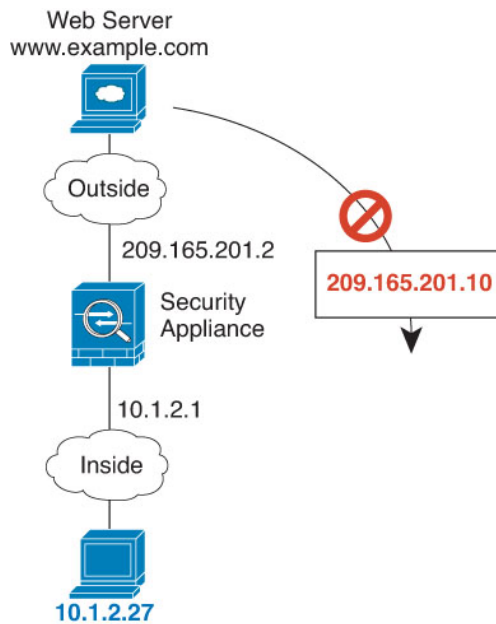 Web Server
www.example.com
Outside
209.165.201.2
209.165.201.10
Security
Appliance
10.1.2.1
Inside
10.1.2.27